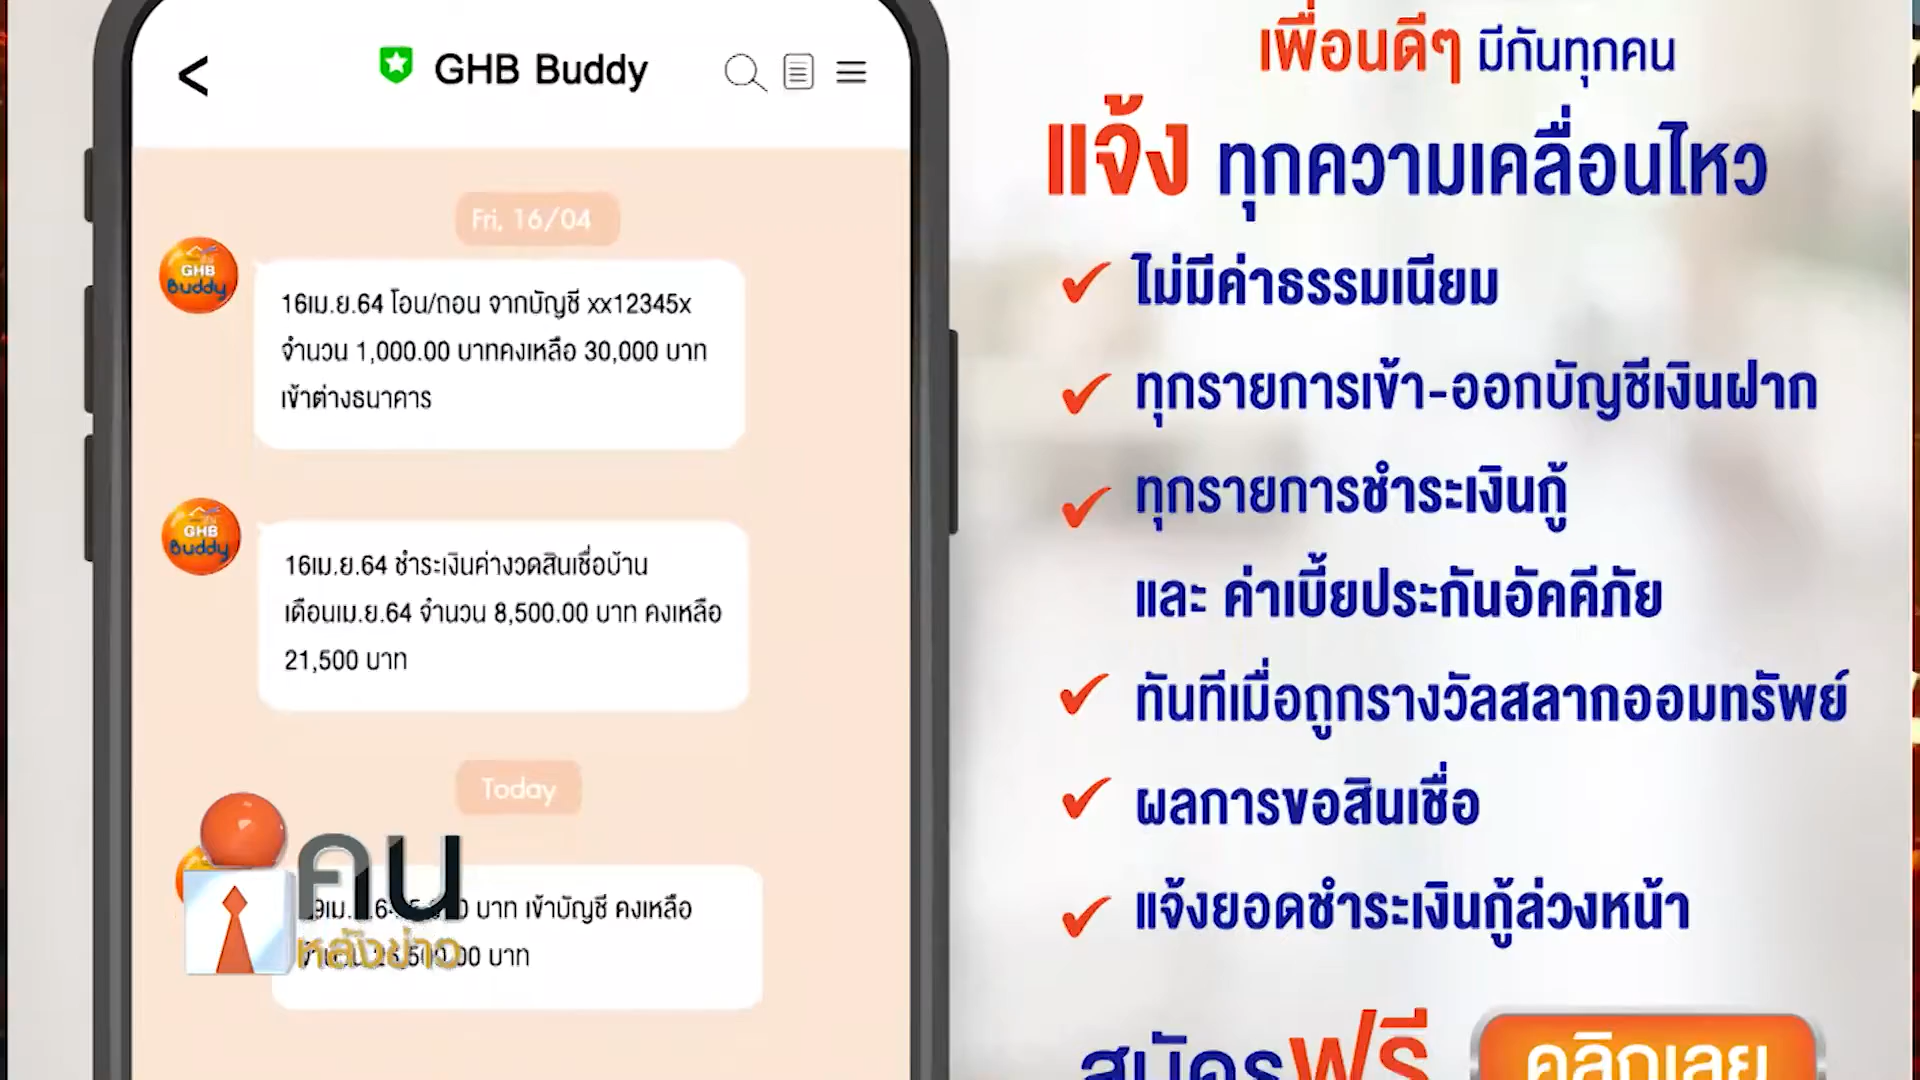 GHB Buddy
Fri, 16/04
GHB
Buddy
16เม.ย.64 โอน/ถอน จากบัญชี xx12345x
จำนวน 1,000.00 บาทคงเหลือ 30,000 บาท
เข้าต่างธนาคาร
GHB
Buddy
16เม.ย.64 ชำระเงินค่างวดสินเชื่อบ้าน
เดือนเม.ย.64 จำนวน 8,500.00 บาท คงเหลือ
21,500 บาท
Today
บาท เข้าบัญชี คงเหลือ
บาท
คน
หลังข่าว
เพื่อนดีๆ มีกันทุกคน
แจ้ง ทุกความเคลื่อนไหว
ไม่มีค่าธรรมเนียม
ทุกรายการเข้า-ออกบัญชีเงินฝาก
ทุกรายการชำระเงินกู้
และ ค่าเบี้ยประกันอัคคีภัย
ทันทีเมื่อถูกรางวัลสลากออมทรัพย์
ผลการขอสินเชื่อ
แจ้งยอดชำระเงินกู้ล่วงหน้า
สมัครฟรี
คลิกเลย